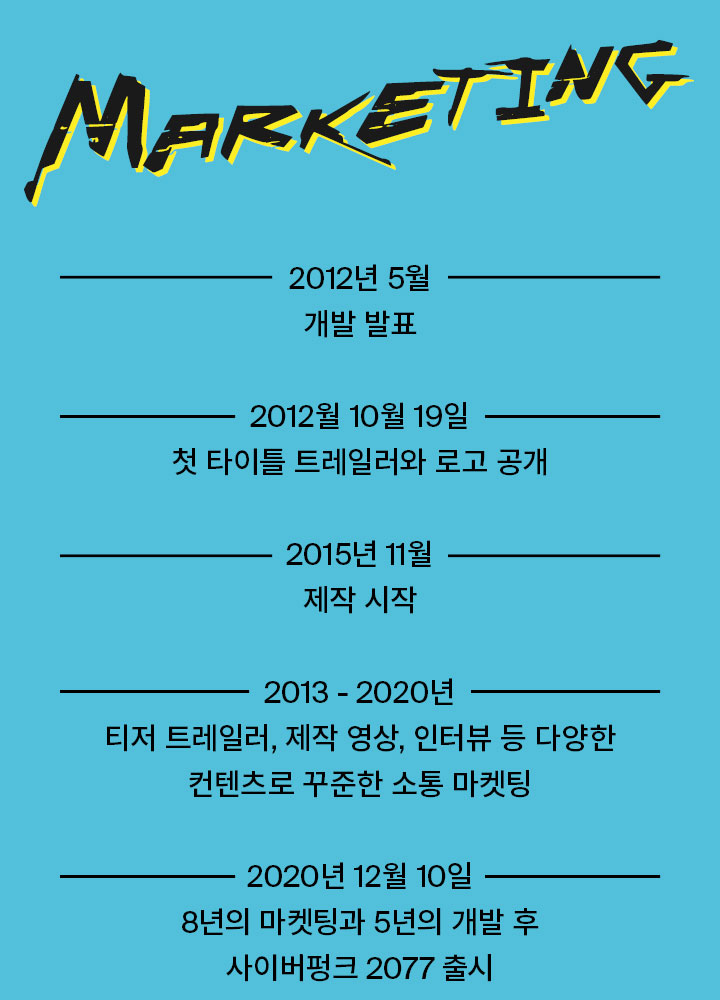 MARKETING
2012년 5월
개발 발표
2012월 10월 19일
첫 타이틀 트레일러와 로고 공개
2015년 11월
제작 시작
2013 - 2020년
티저 트레일러, 제작 영상, 인터뷰 등 다양한
컨텐츠로 꾸준한 소통 마켓팅
2020년 12월 10일
8년의 마켓팅과 5년의 개발 후
사이버펑크 2077 출시